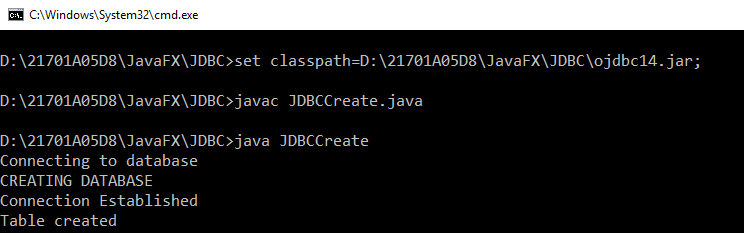 C:\Windows\System32\cmd.exe
D:\21701A05D8\JavaFX\JDBC>set classpath=D:\21701A05D8\JavaFX\JDBC\ojdbc14.jar;
D:\21701A05D8\JavaFX\JDBC>javac JDBCCreate.java
D:\21701A05D8\JavaFX\JDBC>java JDBCCreate
Connecting to database
CREATING DATABASE
Connection Established
Table created